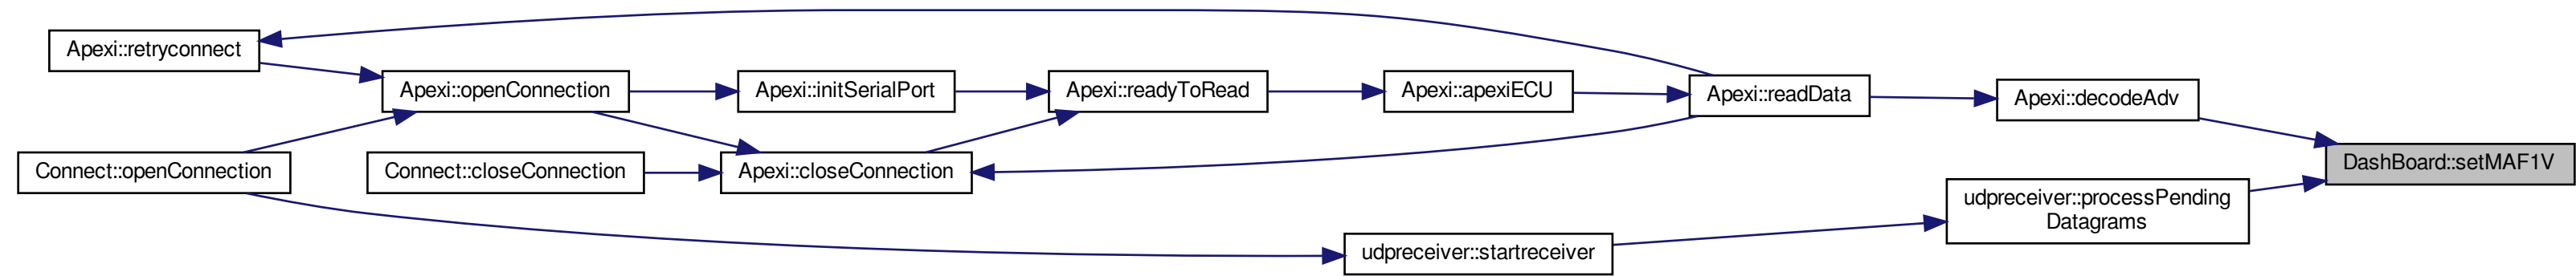 Apexi::retryconnect
Apexi::openConnection
Apexi::initSerialPort
Apexi::readyToRead
Apexi::apexiECU
Apexi::readData
Apexi::decodeAdv
DashBoard::setMAF1V
Connect::openConnection
Connect::closeConnection
Apexi::closeConnection
udpreceiver::processPending
Datagrams
udpreceiver::startreceiver